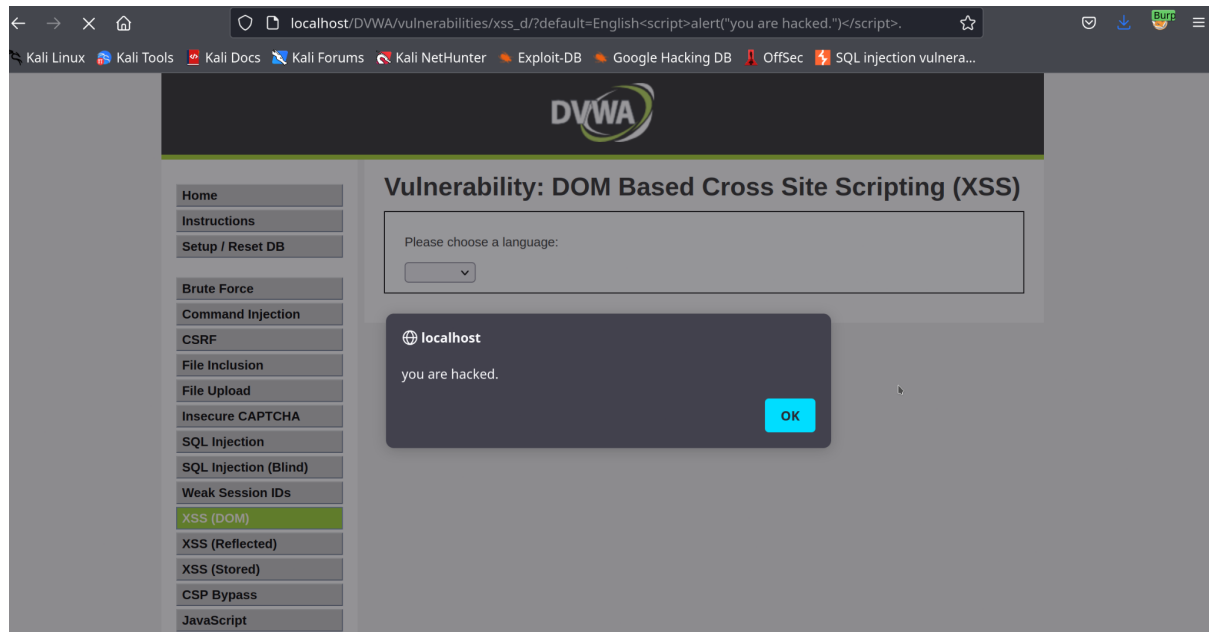 localhost/DVWA/vulnerabilities/xss_d/?default=English<script>alert("you are hacked.")</script>.
Burp
Kali Linux Kali Tools Kali Docs Kali Forums Kali NetHunter Exploit-DB Google Hacking DB OffSec SQL injection vulnera...
DVWA
Home
Instructions
Setup / Reset DB
Brute Force
Command Injection
CSRF
File Inclusion
File Upload
Insecure CAPTCHA
SQL Injection
SQL Injection (Blind)
Weak Session IDs
XSS (DOM)
XSS (Reflected)
XSS (Stored)
CSP Bypass
JavaScript
Vulnerability: DOM Based Cross Site Scripting (XSS)
Please choose a language:
localhost
you are hacked.
OK